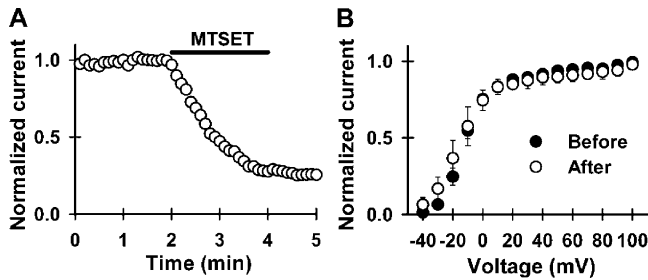 A
MTSET
Normalized current
1.0
0.5
0.0
0 1 2 3 4 5
Time (min)
B
Normalized current
1.0
0.5
0.0
Before
After
-40 -20 0 20 40 60 80 100
Voltage (mV)